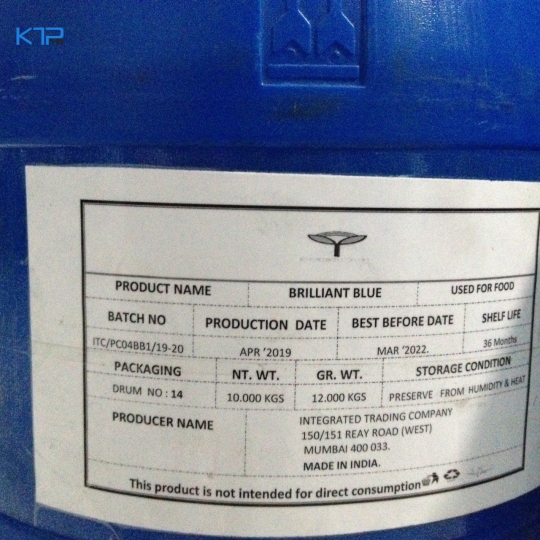 KTP
PRODUCT NAME BRILLIANT BLUE USED FOR FOOD
BATCH NO PRODUCTION DATE BEST BEFORE DATE SHELF LIFE
ITC/PC04BB1/19-20 APR '2019 MAR '2022. 36 Months
PACKAGING NT. WT. GR. WT. STORAGE CONDITION
DRUM NO : 14 10.000 KGS 12.000 KGS PRESERVE FROM HUMIDITY & HEAT
PRODUCER NAME INTEGRATED TRADING COMPANY
150/151 REAY ROAD (WEST)
MUMBAI 400 033.
MADE IN INDIA.
This product is not intended for direct consumption